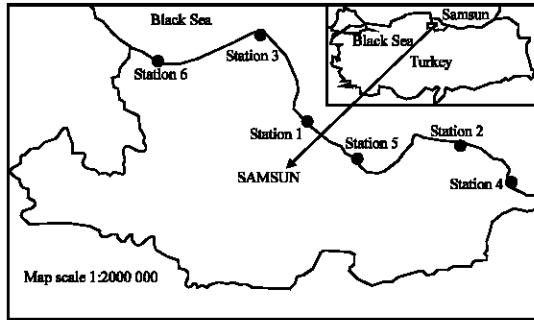 Black Sea
Samsun
Black Sea
Turkey
Station 3
Station 6
Station 1
Station 2
Station 5
SAMSUN
Station 4
Map scale 1:2000 000